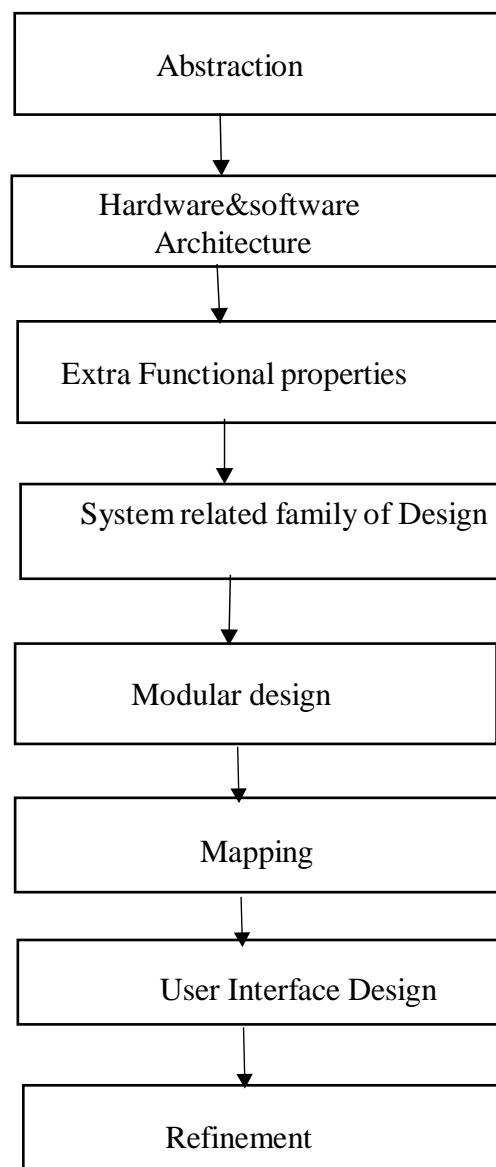 Abstraction
Hardware&software
Architecture
Extra Functional properties
System related family of Design
Modular design
Mapping
User Interface Design
Refinement